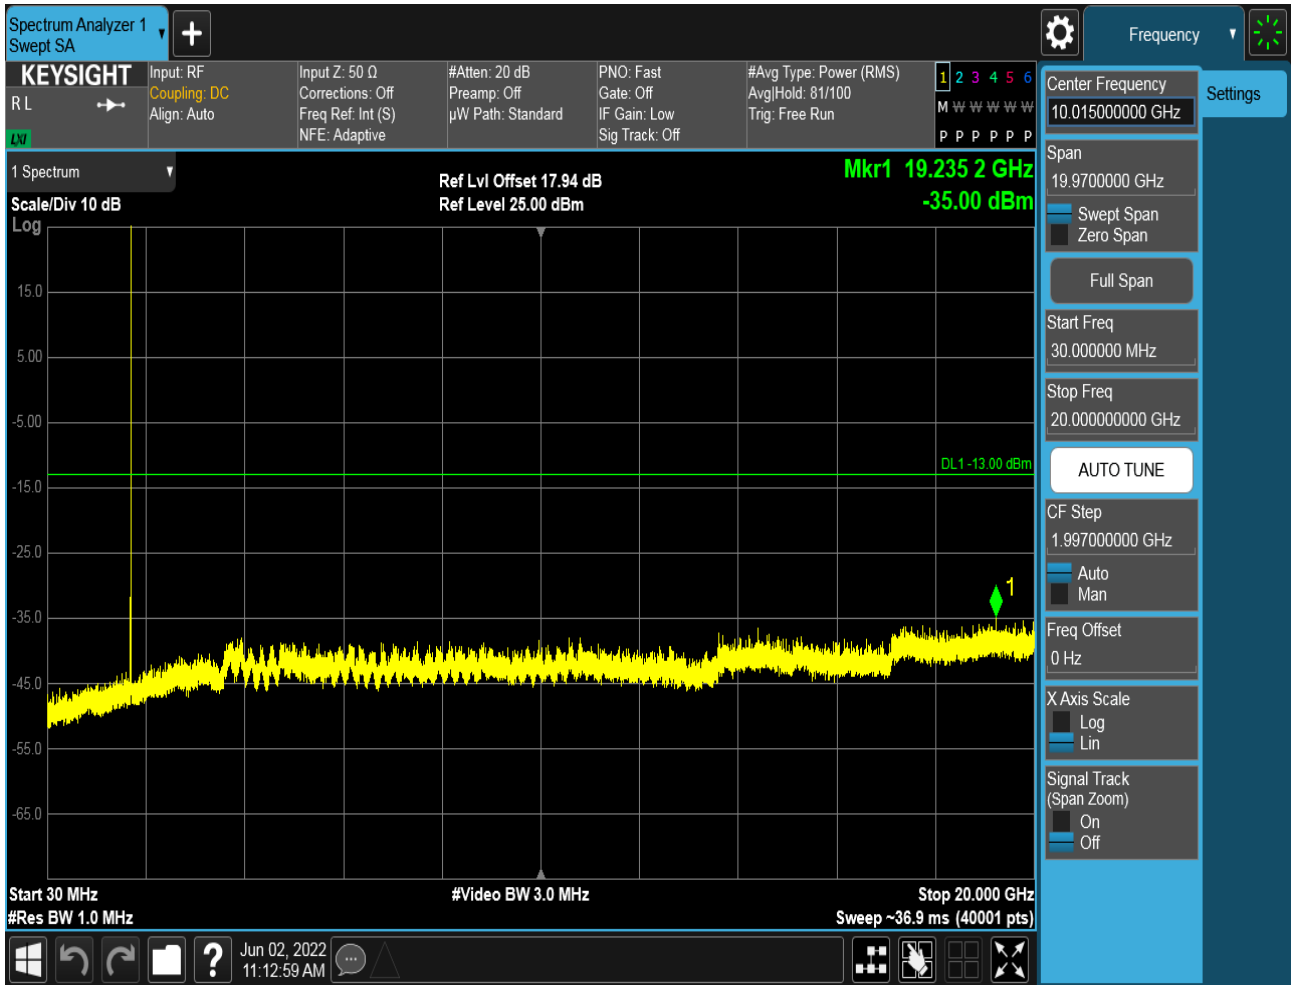 Spectrum Analyzer 1
Swept SA
Frequency
KEYSIGHT
R L
LXI
Input: RF
Coupling: DC
Align: Auto
Input Z: 50 Ω
Corrections: Off
Freq Ref: Int (S)
NFE: Adaptive
#Atten: 20 dB
Preamp: Off
µW Path: Standard
PNO: Fast
Gate: Off
IF Gain: Low
Sig Track: Off
#Avg Type: Power (RMS)
Avg|Hold: 81/100
Trig: Free Run
1 2 3 4 5 6
M W W W W W
P P P P P P
1 Spectrum
Scale/Div 10 dB
Log
Ref Lvl Offset 17.94 dB
Ref Level 25.00 dBm
Mkr1 19.235 2 GHz
-35.00 dBm
15.0
5.00
-5.00
DL1 -13.00 dBm
-15.0
-25.0
1
-35.0
-45.0
-55.0
-65.0
Start 30 MHz
#Res BW 1.0 MHz
#Video BW 3.0 MHz
Stop 20.000 GHz
Sweep ~36.9 ms (40001 pts)
Center Frequency
10.015000000 GHz
Settings
Span
19.9700000 GHz
Swept Span
Zero Span
Full Span
Start Freq
30.000000 MHz
Stop Freq
20.000000000 GHz
AUTO TUNE
CF Step
1.997000000 GHz
Auto
Man
Freq Offset
0 Hz
X Axis Scale
Log
Lin
Signal Track
(Span Zoom)
On
Off
?
Jun 02, 2022
11:12:59 AM